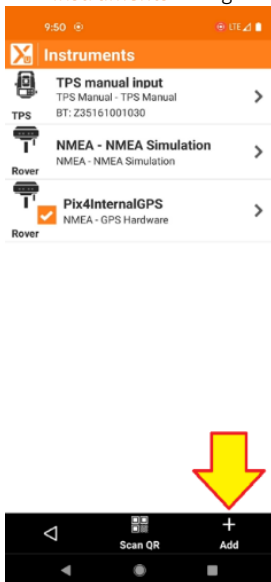 9:50 LTE
Instruments
TPS manual input
TPS Manual - TPS Manual
BT: Z35161001030
TPS
NMEA - NMEA Simulation
NMEA - NMEA Simulation
Rover
Pix4InternalGPS
NMEA - GPS Hardware
Rover
Scan QR Add